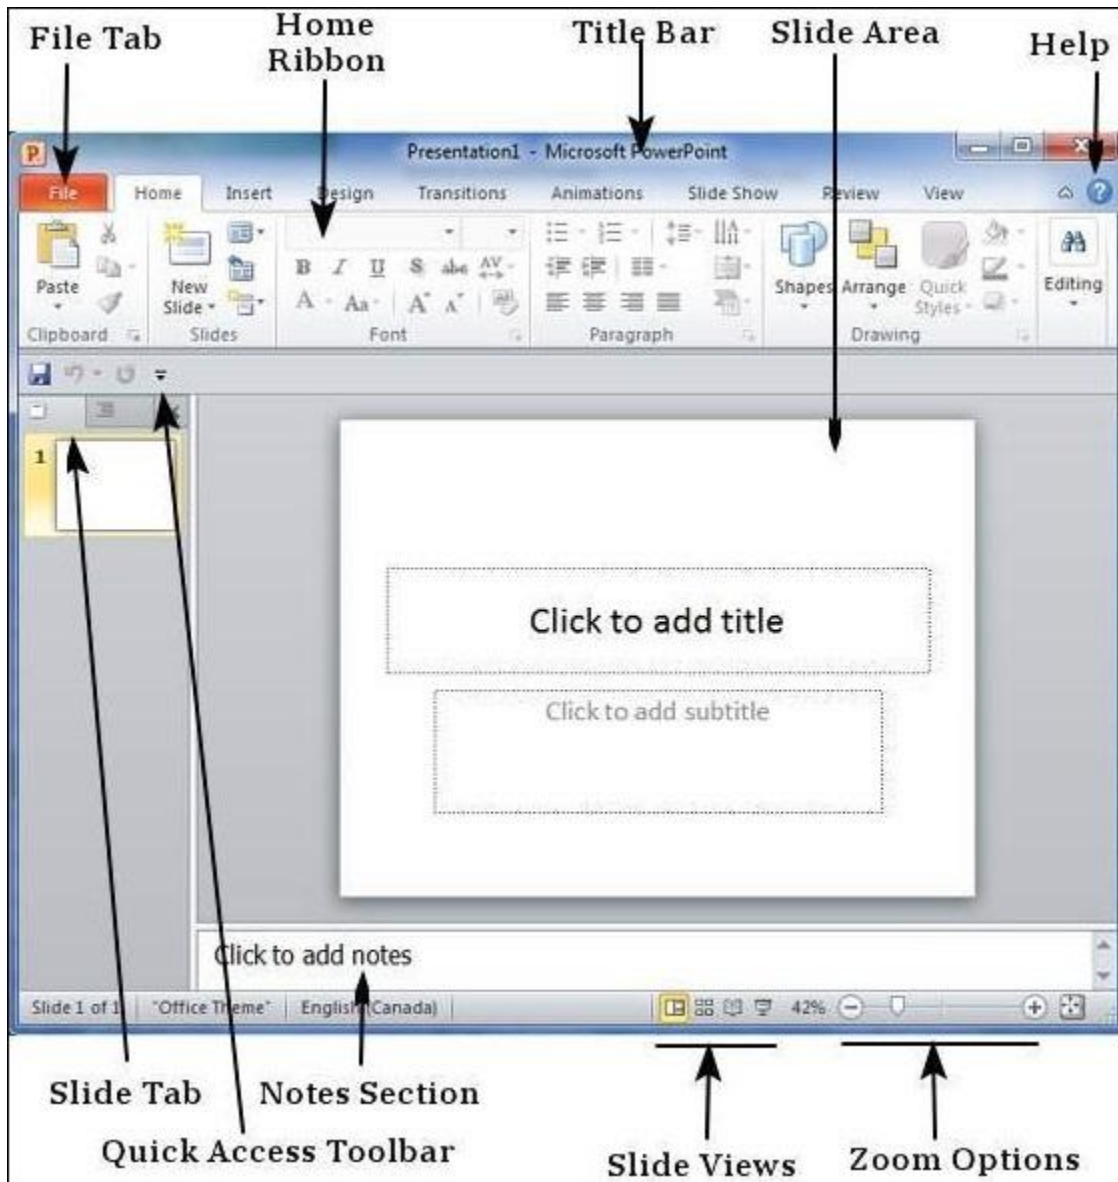 File Tab
Home
Ribbon
Title Bar
Slide Area
Help
P
Presentation1 - Microsoft PowerPoint
File Home Insert Design Transitions Animations Slide Show Review View
B I U S abc AV
A Aa A A
Paste
New
Slide
Shapes Arrange Quick
Styles
Editing
Clipboard Slides Font Paragraph Drawing
1
Click to add title
Click to add subtitle
Click to add notes
Slide 1 of 1 "Office Theme" English (Canada) 42%
Slide Tab
Notes Section
Quick Access Toolbar
Slide Views
Zoom Options